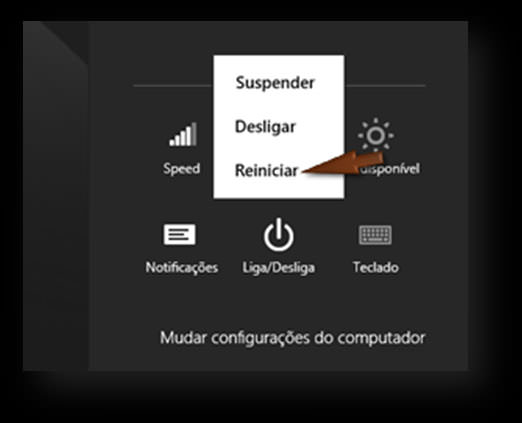 Suspender
Desligar
Reiniciar
Speed
disponível
Notificações
Liga/Desliga
Teclado
Mudar configurações do computador